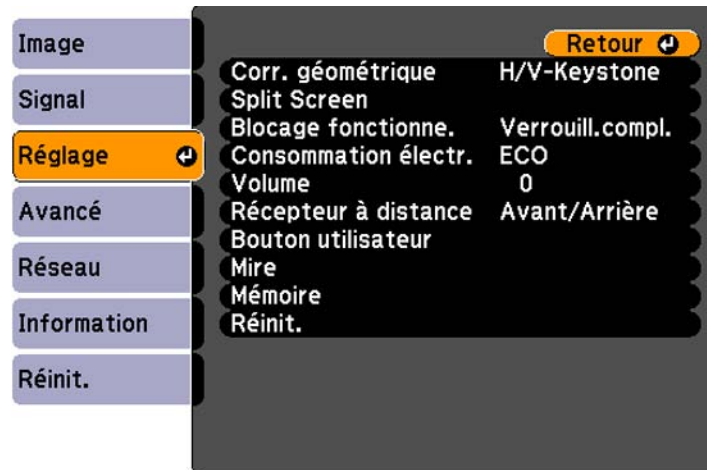 Image
Signal
Réglage
Avancé
Réseau
Information
Réinit.
Retour
Corr. géométrique H/V-Keystone
Split Screen
Blocage fonctionne. Verrouill.compl.
Consommation électr. ECO
Volume 0
Récepteur à distance Avant/Arrière
Bouton utilisateur
Mire
Mémoire
Réinit.